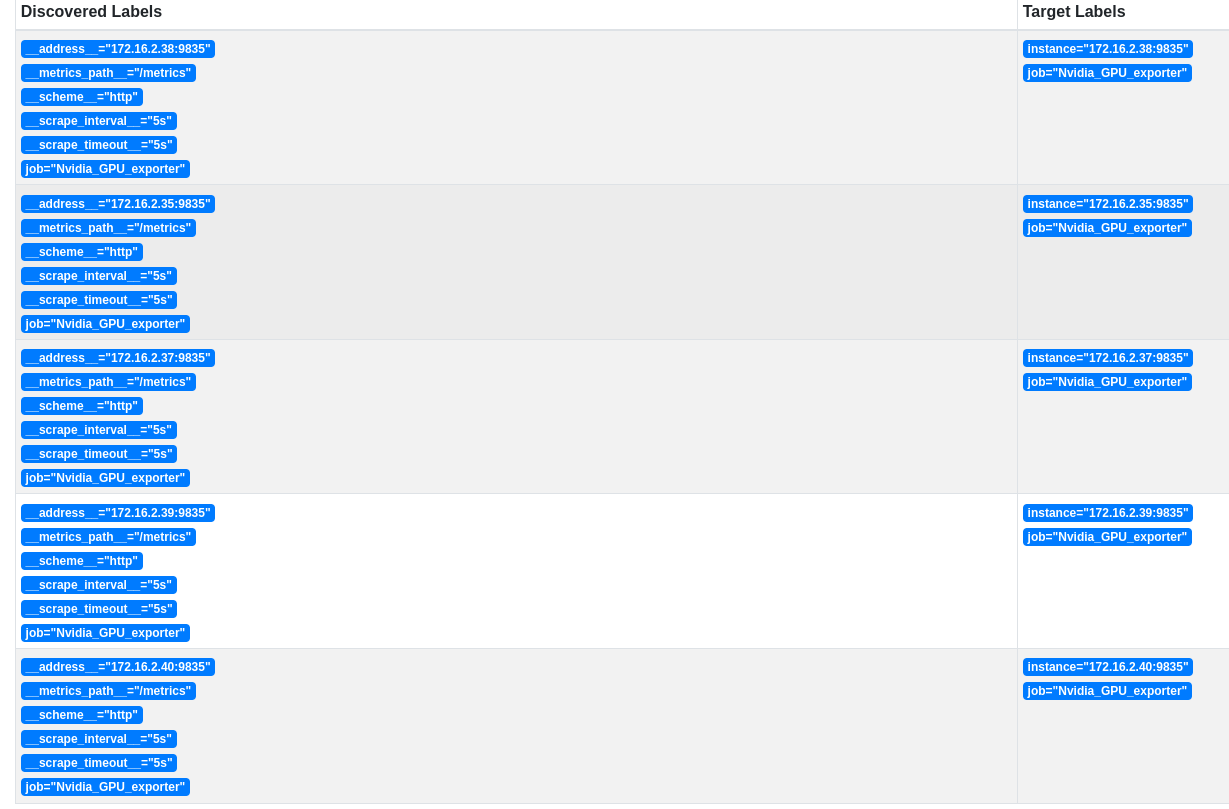 Discovered Labels Target Labels
__address__="172.16.2.38:9835" instance="172.16.2.38:9835"
__metrics_path__="/metrics" job="Nvidia_GPU_exporter"
__scheme__="http"
__scrape_interval__="5s"
__scrape_timeout__="5s"
job="Nvidia_GPU_exporter"
__address__="172.16.2.35:9835" instance="172.16.2.35:9835"
__metrics_path__="/metrics" job="Nvidia_GPU_exporter"
__scheme__="http"
__scrape_interval__="5s"
__scrape_timeout__="5s"
job="Nvidia_GPU_exporter"
__address__="172.16.2.37:9835" instance="172.16.2.37:9835"
__metrics_path__="/metrics" job="Nvidia_GPU_exporter"
__scheme__="http"
__scrape_interval__="5s"
__scrape_timeout__="5s"
job="Nvidia_GPU_exporter"
__address__="172.16.2.39:9835" instance="172.16.2.39:9835"
__metrics_path__="/metrics" job="Nvidia_GPU_exporter"
__scheme__="http"
__scrape_interval__="5s"
__scrape_timeout__="5s"
job="Nvidia_GPU_exporter"
__address__="172.16.2.40:9835" instance="172.16.2.40:9835"
__metrics_path__="/metrics" job="Nvidia_GPU_exporter"
__scheme__="http"
__scrape_interval__="5s"
__scrape_timeout__="5s"
job="Nvidia_GPU_exporter"